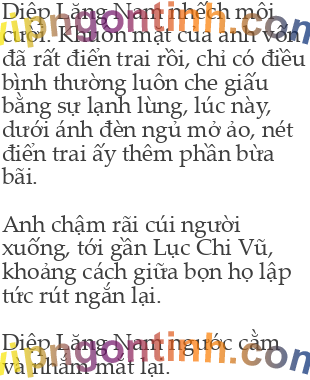 Diệp Lăng Nam nhếch môi
cười. Khuôn mặt của anh vốn
đã rất điển trai rồi, chỉ có điều
bình thường luôn che giấu
bằng sự lạnh lùng, lúc này,
dưới ánh đèn ngủ mờ ảo, nét
điển trai ấy thêm phần bừa
bãi.
Anh chậm rãi cúi người
xuống, tới gần Lục Chi Vũ,
khoảng cách giữa bọn họ lập
tức rút ngắn lại.
Diệp Lăng Nam ngước cằm
và nhắm mắt lại.
vipngontinh.com
vipngontinh.com